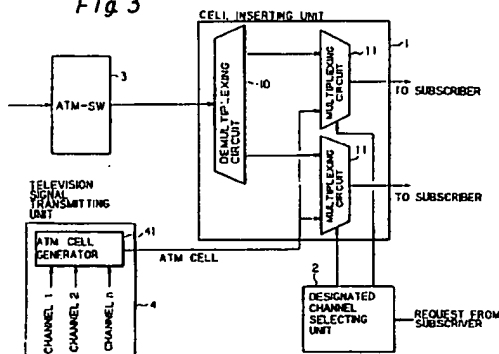 Fig 3
CELL INSERTING UNIT
1
3
ATM-SW
DEMULTIPLEXING
CIRCUIT
10
11
MULTIPLEXING
CIRCUIT
TO SUBSCRIBER
11
MULTIPLEXING
CIRCUIT
TO SUBSCRIBER
TELEVISION
SIGNAL
TRANSMITTING
UNIT
41
ATM CELL
GENERATOR
ATM CELL
CHANNEL 1
CHANNEL 2
CHANNEL n
4
2
DESIGNATED
CHANNEL
SELECTING
UNIT
REQUEST FROM
SUBSCRIVER